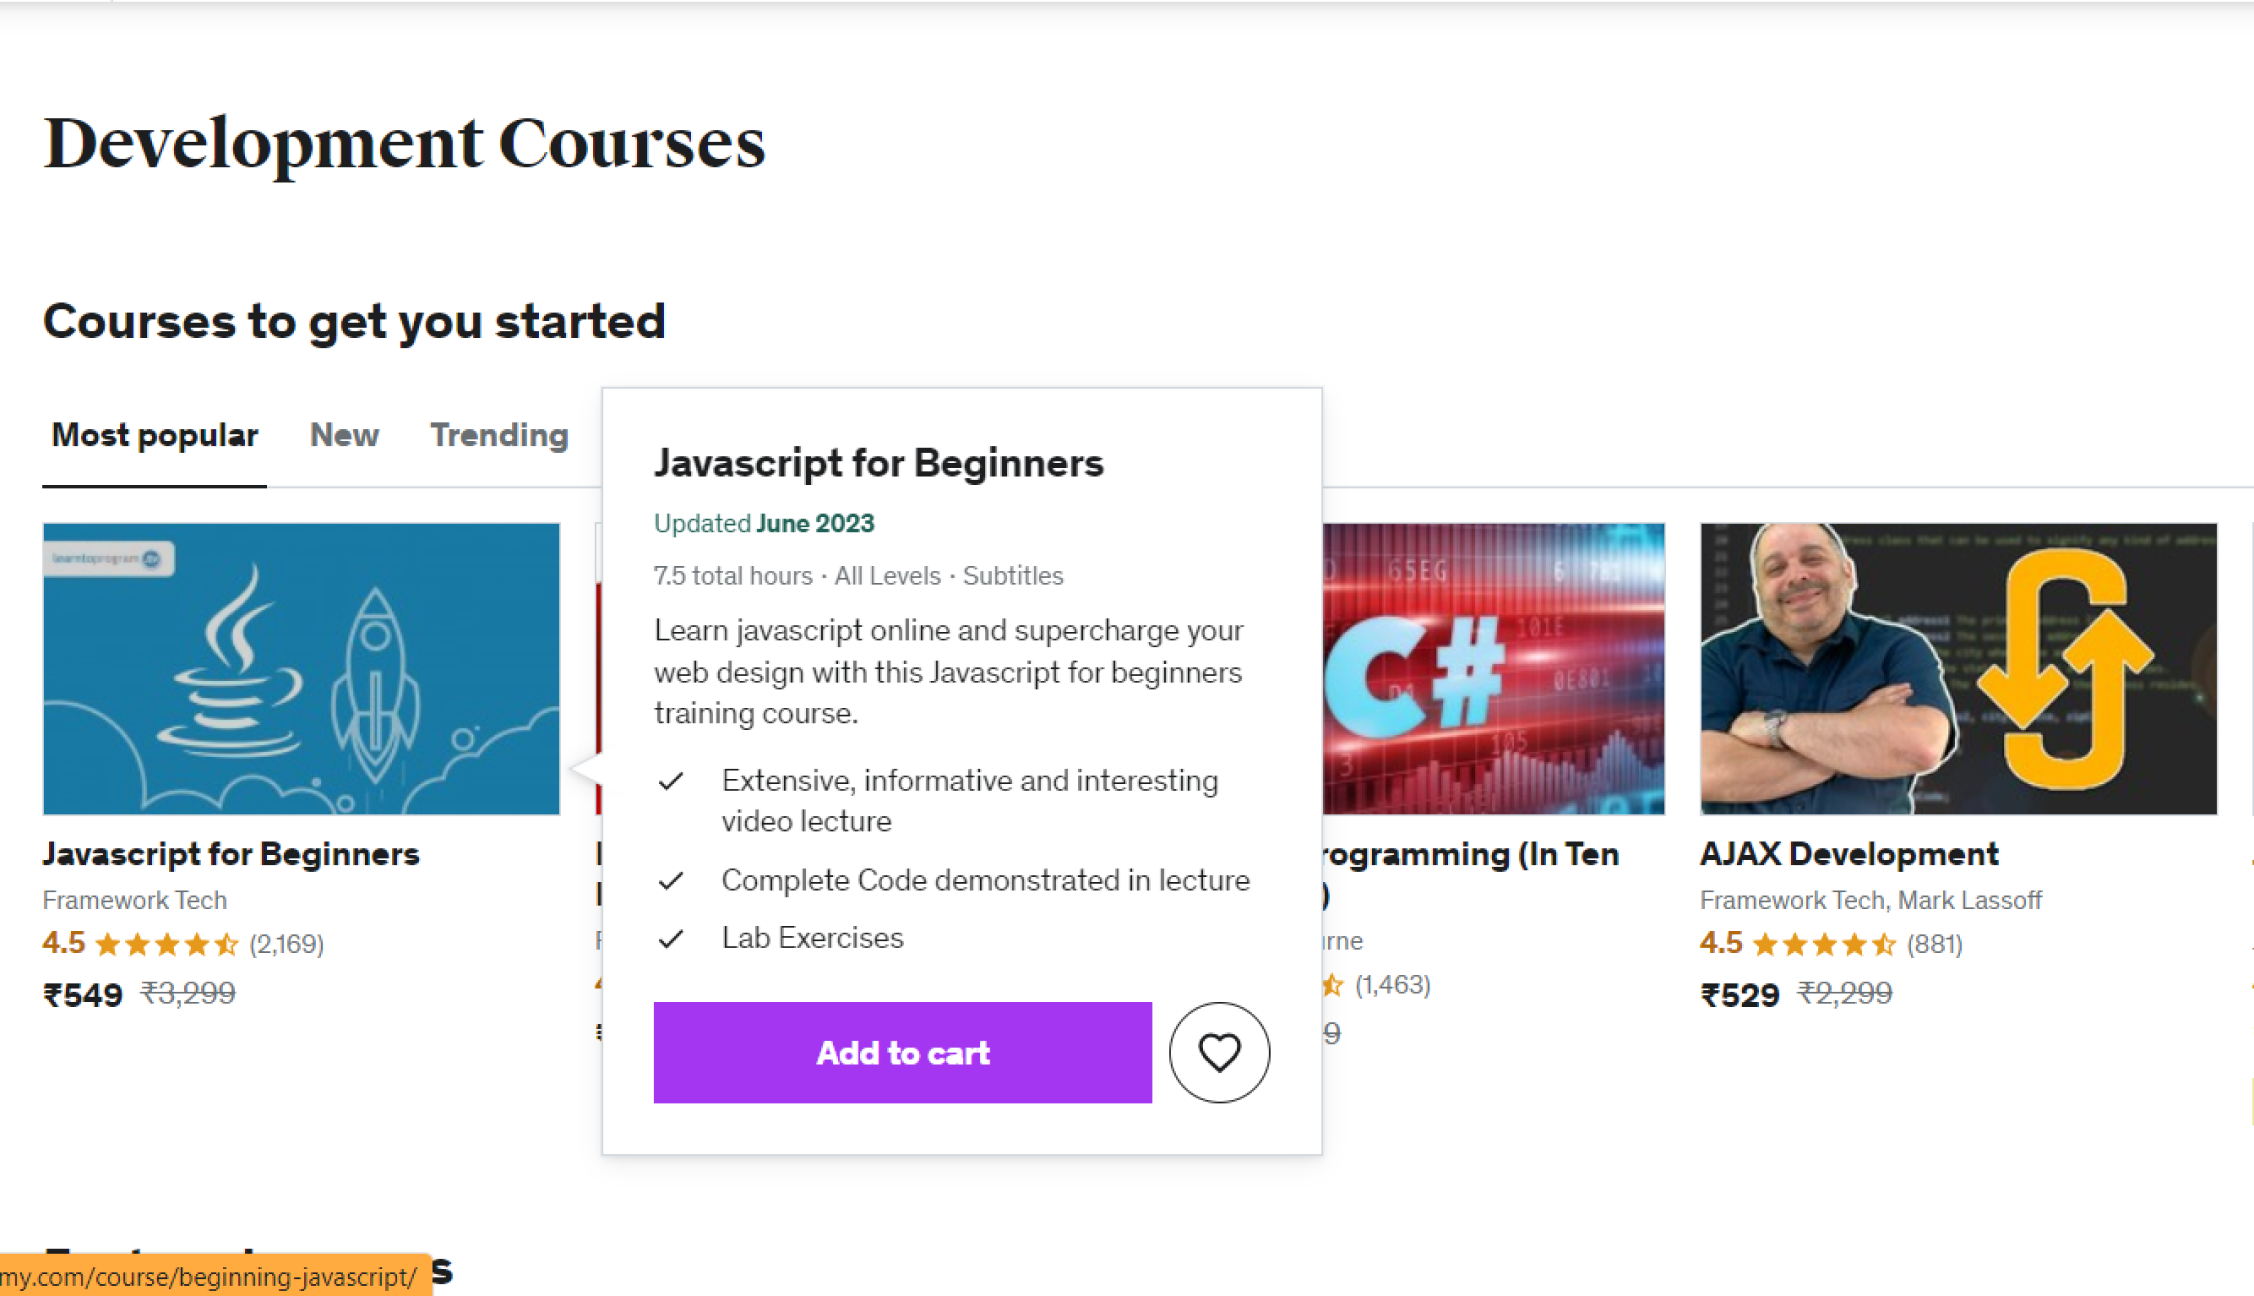 Development Courses
Courses to get you started
Most popular
New
Trending
learntoprogram
Javascript for Beginners
Framework Tech
4.5 (2,169)
₹549 ₹3,299
Javascript for Beginners
Updated June 2023
7.5 total hours · All Levels · Subtitles
Learn javascript online and supercharge your
web design with this Javascript for beginners
training course.
Extensive, informative and interesting
video lecture
Complete Code demonstrated in lecture
Lab Exercises
Add to cart
65EG
101E
0E801
105
C#
rogramming (In Ten
)
rne
(1,463)
9
AJAX Development
Framework Tech, Mark Lassoff
4.5 (881)
₹529 ₹2,299
my.com/course/beginning-javascript/
s